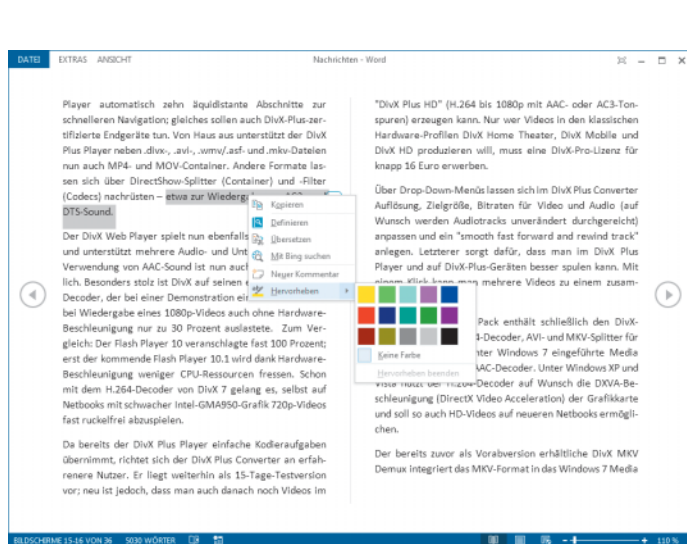 DATEI EXTRAS ANSICHT Nachrichten - Word
Player automatisch zehn äquidistante Abschnitte zur
schnelleren Navigation; gleiches sollen auch DivX-Plus-zer-
tifizierte Endgeräte tun. Von Haus aus unterstützt der DivX
Plus Player neben .divx-, .avi-, .wmv/.asf- und .mkv-Dateien
nun auch MP4- und MOV-Container. Andere Formate las-
sen sich über DirectShow-Splitter (Container) und -Filter
(Codecs) nachrüsten – etwa zur Wiedergabe
DTS-Sound.
Der DivX Web Player spielt nun ebenfalls
und unterstützt mehrere Audio- und Unt
Verwendung von AAC-Sound ist nun auch
lich. Besonders stolz ist DivX auf seinen
Decoder, der bei einer Demonstration ei
bei Wiedergabe eines 1080p-Videos auch ohne Hardware-
Beschleunigung nur zu 30 Prozent auslastete. Zum Ver-
gleich: Der Flash Player 10 veranschlagte fast 100 Prozent;
erst der kommende Flash Player 10.1 wird dank Hardware-
Beschleunigung weniger CPU-Ressourcen fressen. Schon
mit dem H.264-Decoder von DivX 7 gelang es, selbst auf
Netbooks mit schwacher Intel-GMA950-Grafik 720p-Videos
fast ruckelfrei abzuspielen.
Da bereits der DivX Plus Player einfache Kodieraufgaben
übernimmt, richtet sich der DivX Plus Converter an erfah-
renere Nutzer. Er liegt weiterhin als 15-Tage-Testversion
vor; neu ist jedoch, dass man auch danach noch Videos im
Kopieren
Definieren
Übersetzen
Mit Bing suchen
Neuer Kommentar
Hervorheben
Keine Farbe
Hervorheben beenden
"DivX Plus HD" (H.264 bis 1080p mit AAC- oder AC3-Ton-
spuren) erzeugen kann. Nur wer Videos in den klassischen
Hardware-Profilen DivX Home Theater, DivX Mobile und
DivX HD produzieren will, muss eine DivX-Pro-Lizenz für
knapp 16 Euro erwerben.
Über Drop-Down-Menüs lassen sich im DivX Plus Converter
Auflösung, Zielgröße, Bitraten für Video und Audio (auf
Wunsch werden Audiotracks unverändert durchgereicht)
anpassen und ein "smooth fast forward and rewind track"
anlegen. Letzterer sorgt dafür, dass man im DivX Plus
Player und auf DivX-Plus-Geräten besser spulen kann. Mit
einem Klick kann man mehrere Videos zu einem zusam-
Pack enthält schließlich den DivX-
4-Decoder, AVI- und MKV-Splitter für
nter Windows 7 eingeführte Media
AAC-Decoder. Unter Windows XP und
Vista nutzt der H.264-Decoder auf Wunsch die DXVA-Be-
schleunigung (DirectX Video Acceleration) der Grafikkarte
und soll so auch HD-Videos auf neueren Netbooks ermögli-
chen.
Der bereits zuvor als Vorabversion erhältliche DivX MKV
Demux integriert das MKV-Format in das Windows 7 Media
BILDSCHIRME 15-16 VON 36 5030 WÖRTER 110 %